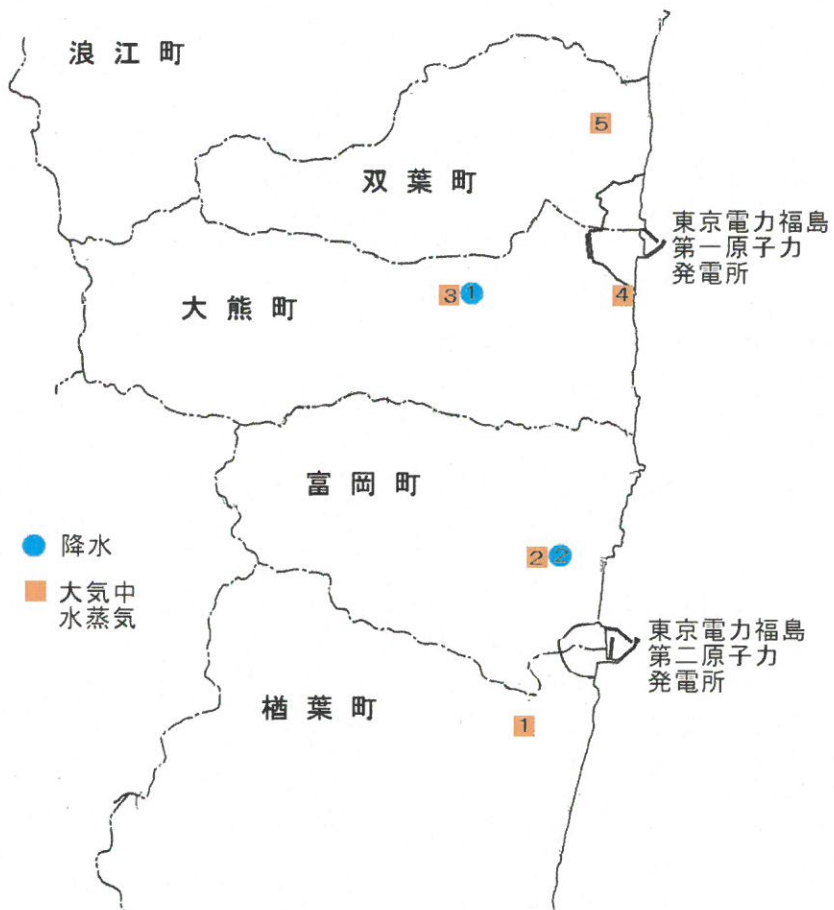 浪江町
5
双葉町
東京電力福島
第一原子力
発電所
3 1
4
大熊町
富岡町
2 2
降水
大気中
水蒸気
東京電力福島
第二原子力
発電所
楢葉町
1